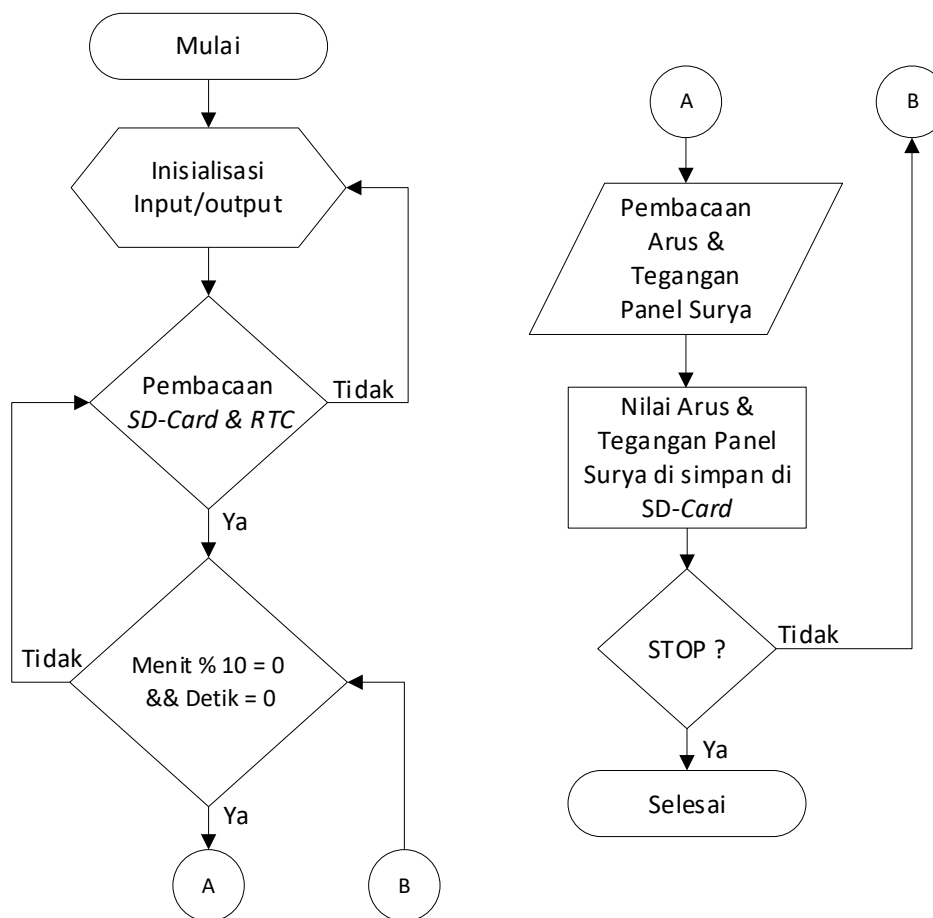 Mulai
Inisialisasi
Input/output
Pembacaan
SD-Card & RTC
Tidak
Ya
Tidak
Menit % 10 = 0
&& Detik = 0
Ya
A
B
A
B
Pembacaan
Arus &
Tegangan
Panel Surya
Nilai Arus &
Tegangan Panel
Surya di simpan di
SD-Card
STOP ?
Tidak
Ya
Selesai